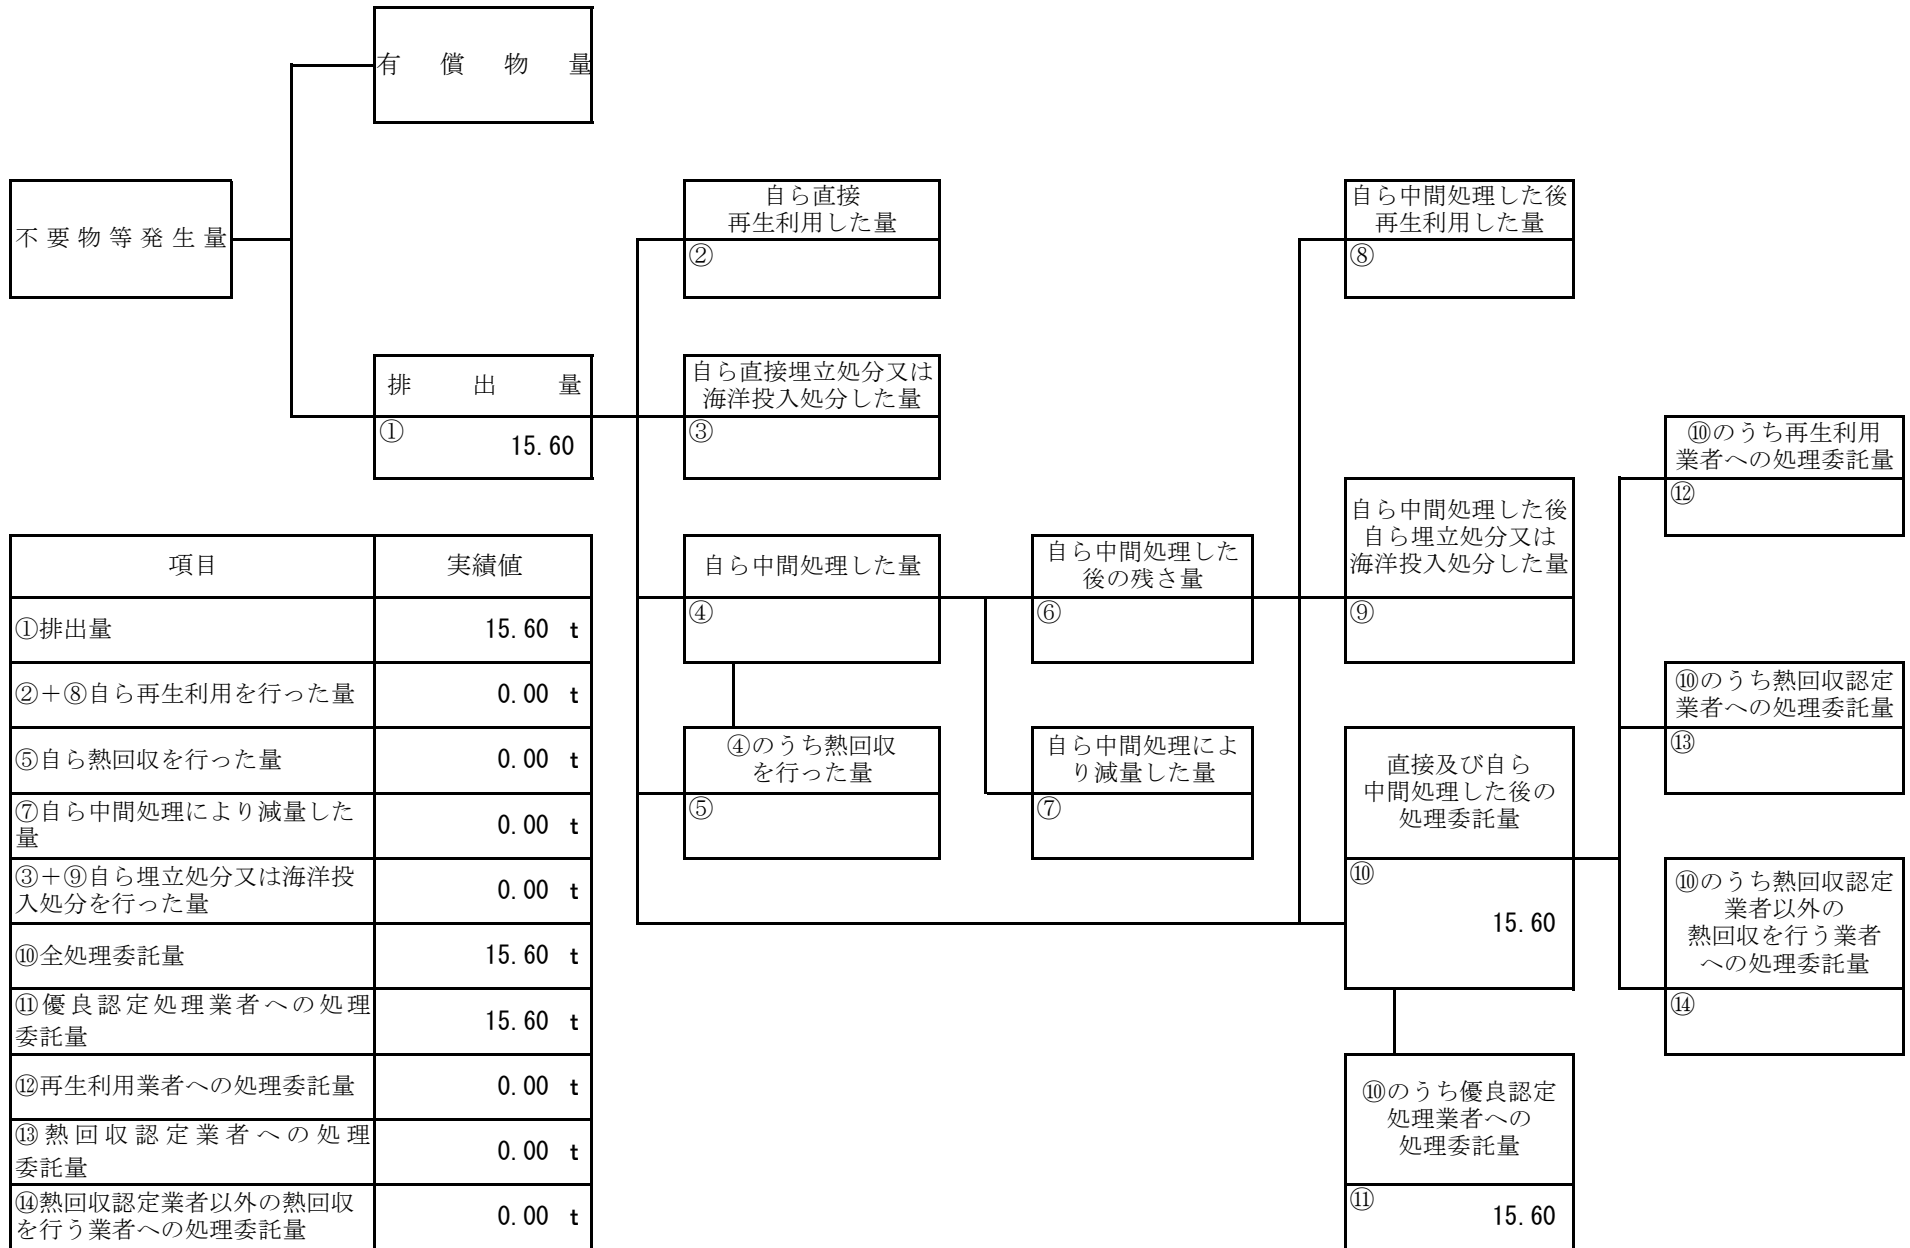 有償物量
不要物等発生量
排出量
①
15.60
自ら直接
再生利用した量
②
自ら直接埋立処分又は
海洋投入処分した量
③
自ら中間処理した量
④
④のうち熱回収
を行った量
⑤
自ら中間処理した
後の残さ量
⑥
自ら中間処理によ
り減量した量
⑦
自ら中間処理した後
再生利用した量
⑧
自ら中間処理した後
自ら埋立処分又は
海洋投入処分した量
⑨
直接及び自ら
中間処理した後の
処理委託量
⑩
15.60
⑩のうち優良認定
処理業者への
処理委託量
⑪
15.60
⑩のうち再生利用
業者への処理委託量
⑫
⑩のうち熱回収認定
業者への処理委託量
⑬
⑩のうち熱回収認定
業者以外の
熱回収を行う業者
への処理委託量
⑭
項目 実績値
①排出量 15.60 t
②+⑧自ら再生利用を行った量 0.00 t
⑤自ら熱回収を行った量 0.00 t
⑦自ら中間処理により減量した
量 0.00 t
③+⑨自ら埋立処分又は海洋投
入処分を行った量 0.00 t
⑩全処理委託量 15.60 t
⑪優良認定処理業者への処理
委託量 15.60 t
⑫再生利用業者への処理委託量 0.00 t
⑬熱回収認定業者への処理
委託量 0.00 t
⑭熱回収認定業者以外の熱回収
を行う業者への処理委託量 0.00 t